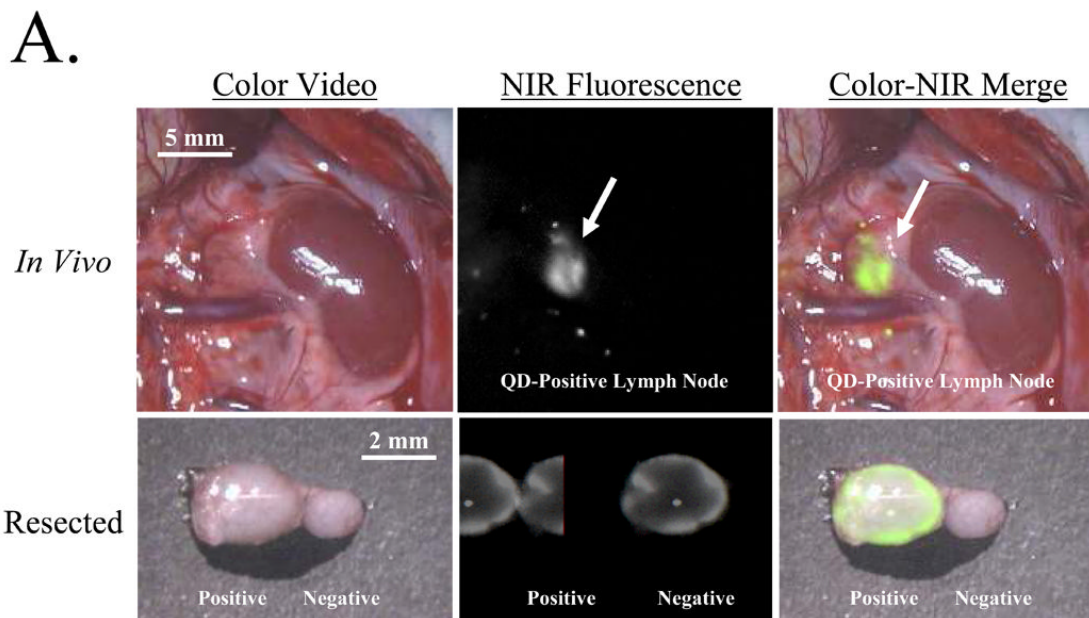 A.
Color Video NIR Fluorescence Color-NIR Merge
5 mm
In Vivo
QD-Positive Lymph Node QD-Positive Lymph Node
2 mm
Resected
Positive Negative Positive Negative Positive Negative